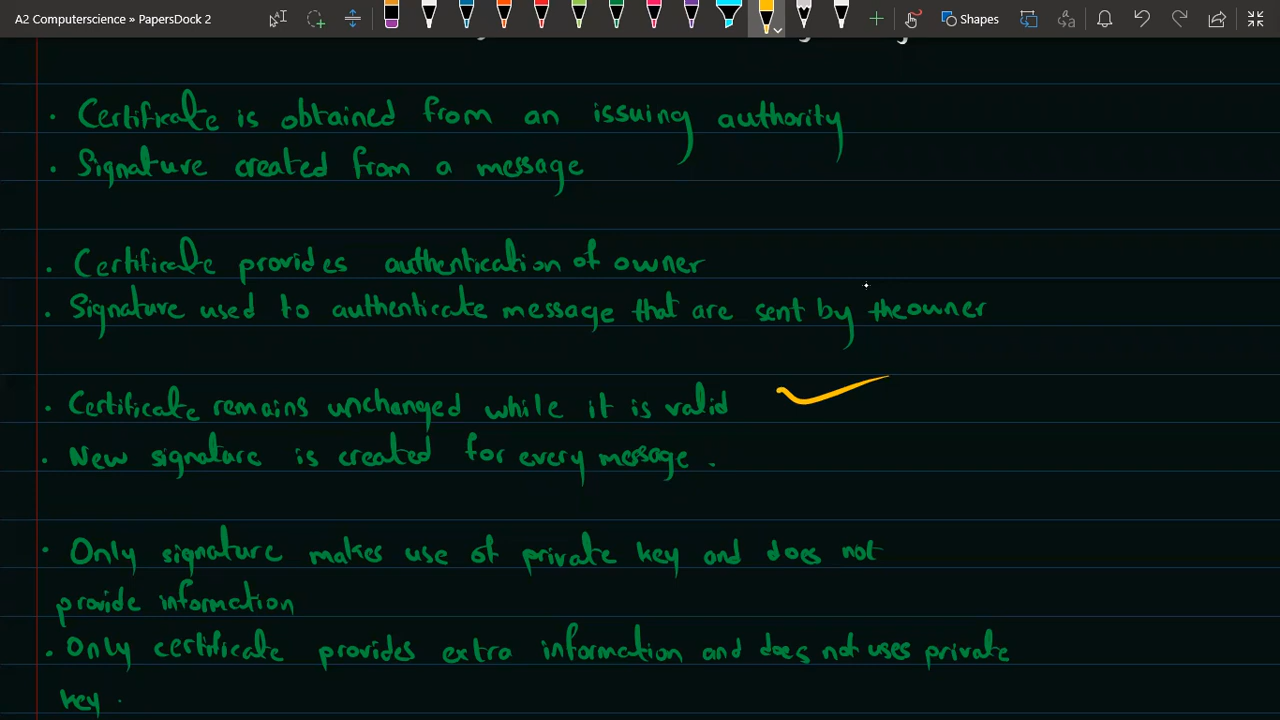 A2 Computerscience » PapersDock 2
Shapes
. Certificate is obtained from an issuing authority
. Signature created from a message
. Certificate provides authentication of owner
. Signature used to authenticate message that are sent by the owner
. Certificate remains unchanged while it is valid
. New signature is created for every message .
. Only signature makes use of private key and does not
provide information
. Only certificate provides extra information and does not uses private
key .